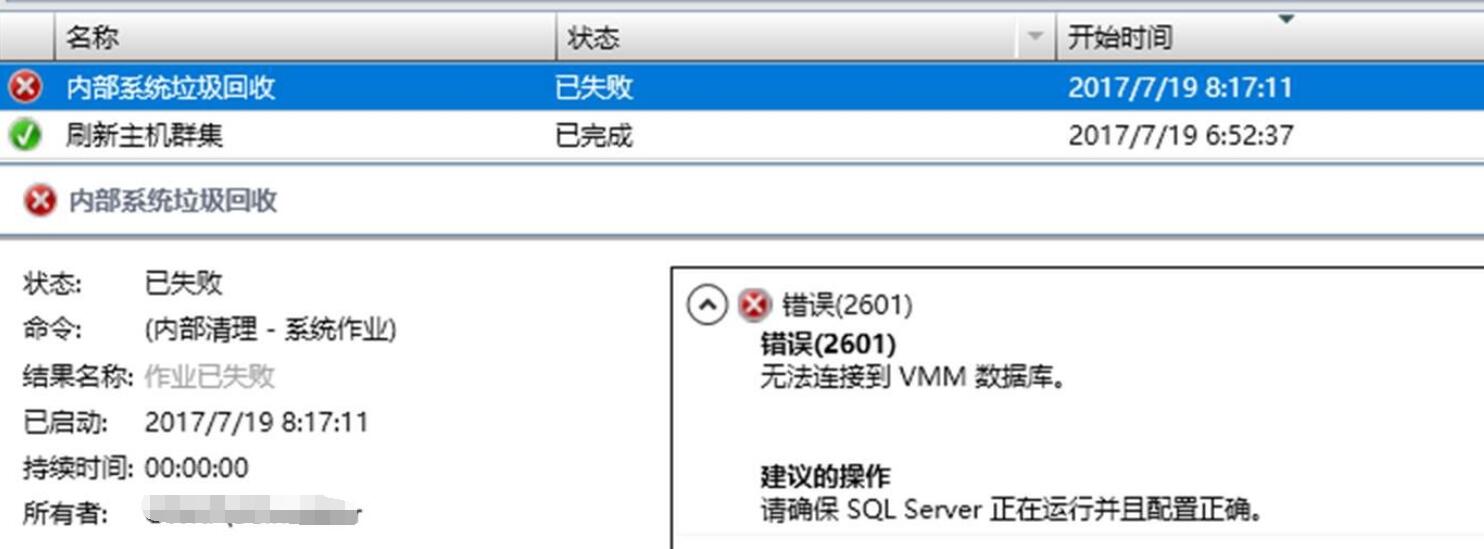 名称 状态 开始时间
内部系统垃圾回收 已失败 2017/7/19 8:17:11
刷新主机群集 已完成 2017/7/19 6:52:37
内部系统垃圾回收
状态: 已失败
命令: (内部清理 - 系统作业)
结果名称: 作业已失败
已启动: 2017/7/19 8:17:11
持续时间: 00:00:00
所有者:
错误(2601)
错误(2601)
无法连接到 VMM 数据库。
建议的操作
请确保 SQL Server 正在运行并且配置正确。